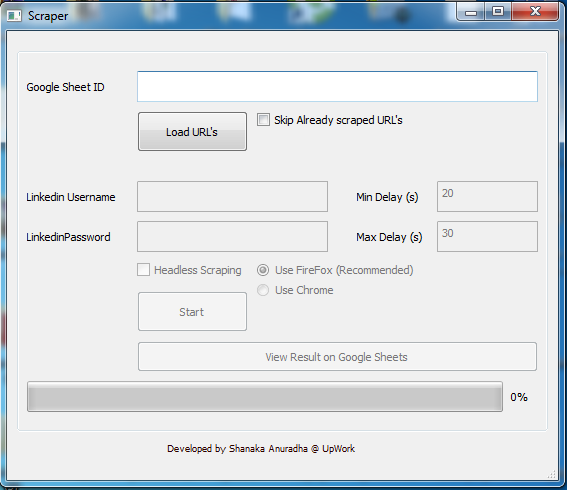 Scraper
Google Sheet ID
Load URL's
Skip Already scraped URL's
Linkedin Username
Min Delay (s)
20
LinkedinPassword
Max Delay (s)
30
Headless Scraping
Use FireFox (Recommended)
Use Chrome
Start
View Result on Google Sheets
0%
Developed by Shanaka Anuradha @ UpWork